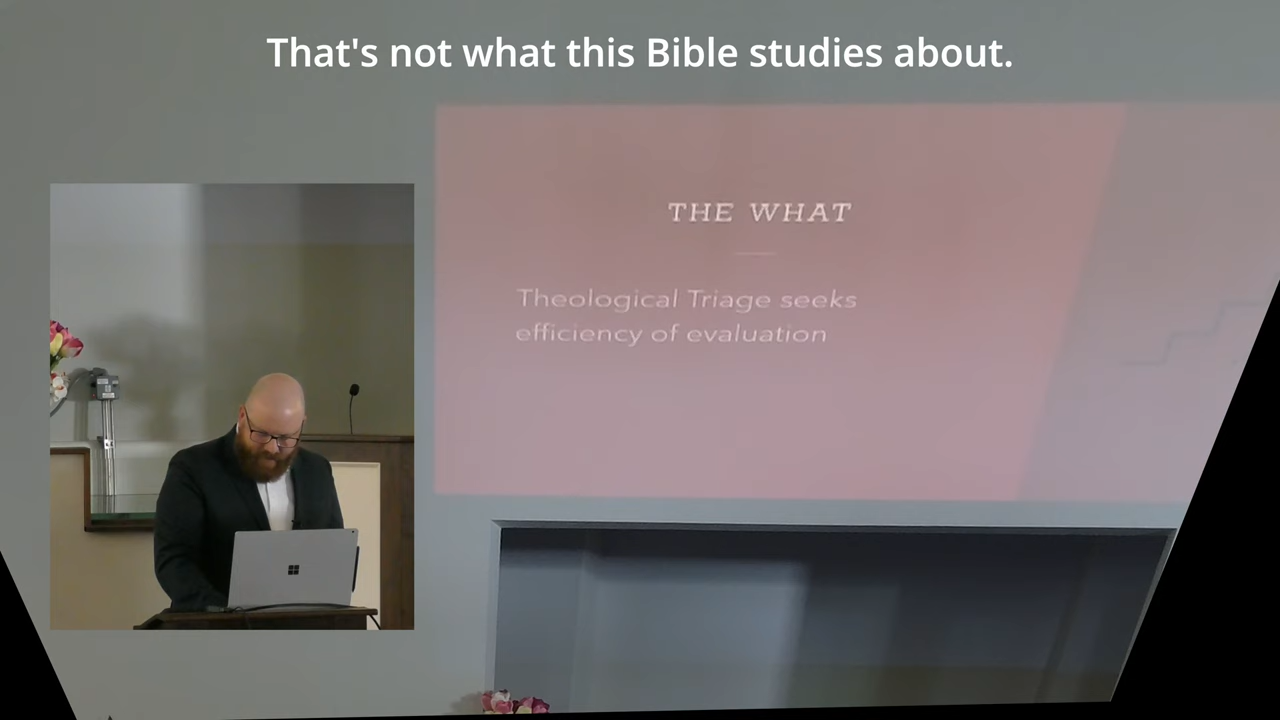 That's not what this Bible studies about.
THE WHAT
Theological Triage seeks
efficiency of evaluation